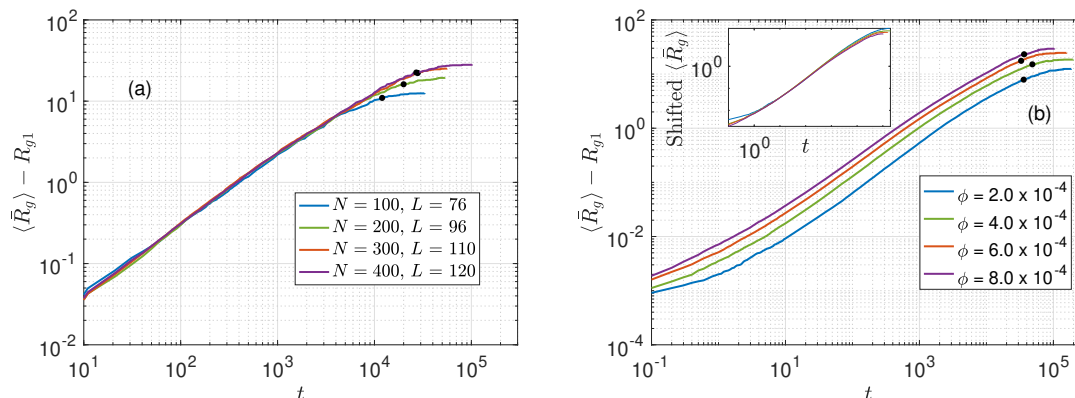 10^2
10^1
10^0
10^-1
10^-2
⟨R̄_g⟩ − R_g1
(a)
N = 100, L = 76
N = 200, L = 96
N = 300, L = 110
N = 400, L = 120
10^1
10^2
10^3
10^4
10^5
t
10^2
10^0
10^-2
10^-4
⟨R̄_g⟩ − R_g1
Shifted ⟨R̄_g⟩
10^0
10^0
t
(b)
ϕ = 2.0 x 10^-4
ϕ = 4.0 x 10^-4
ϕ = 6.0 x 10^-4
ϕ = 8.0 x 10^-4
10^-1
10^1
10^3
10^5
t